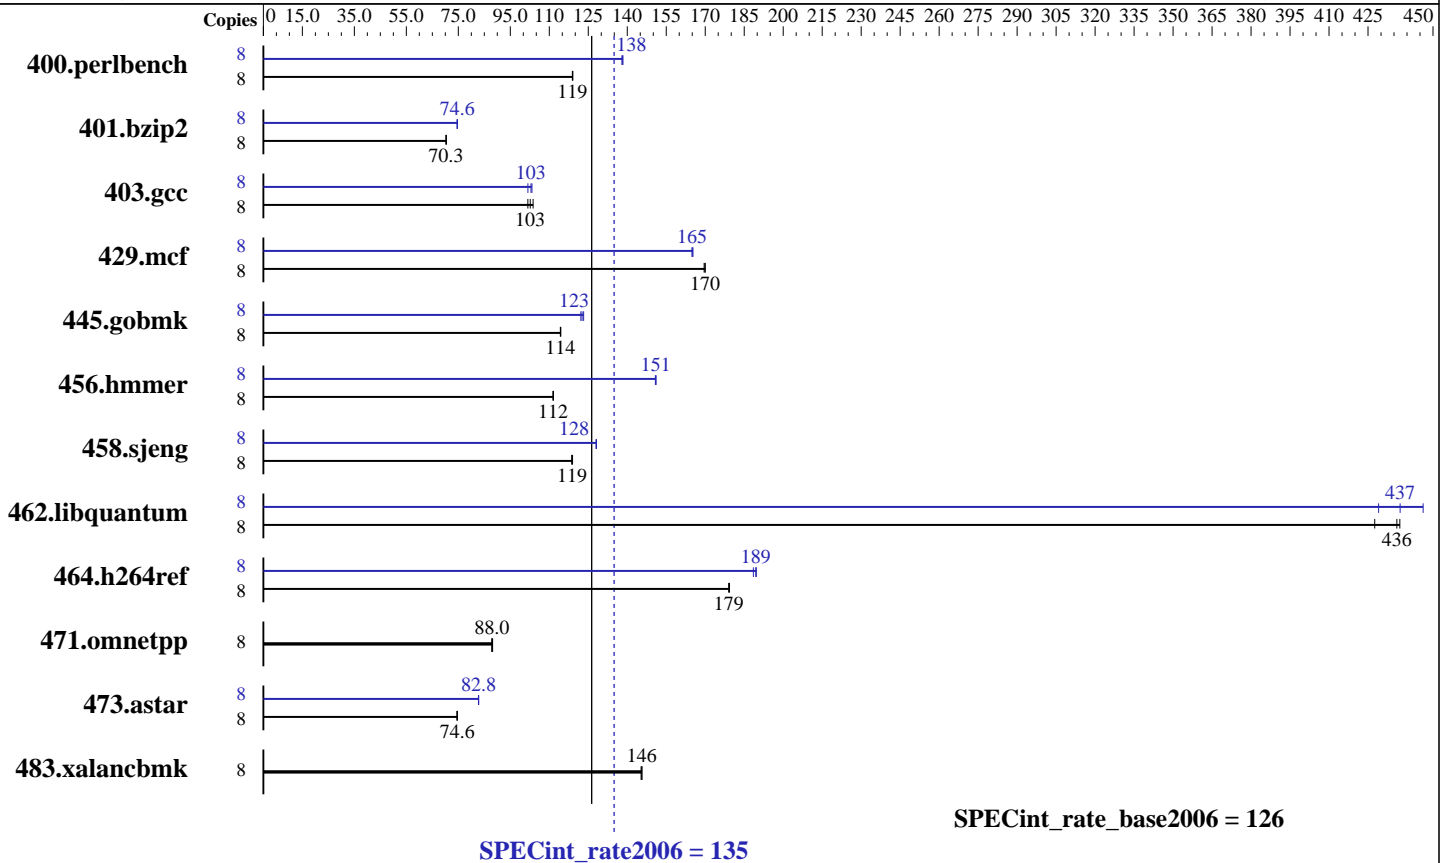 Copies 0 15.0 35.0 55.0 75.0 95.0 110 125 140 155 170 185 200 215 230 245 260 275 290 305 320 335 350 365 380 395 410 425 450
400.perlbench 8 138
8 119
401.bzip2 8 74.6
8 70.3
403.gcc 8 103
8 103
429.mcf 8 165
8 170
445.gobmk 8 123
8 114
456.hmmer 8 151
8 112
458.sjeng 8 128
8 119
462.libquantum 8 437
8 436
464.h264ref 8 189
8 179
471.omnetpp 8 88.0
473.astar 8 82.8
8 74.6
483.xalancbmk 8 146
SPECint_rate_base2006 = 126
SPECint_rate2006 = 135